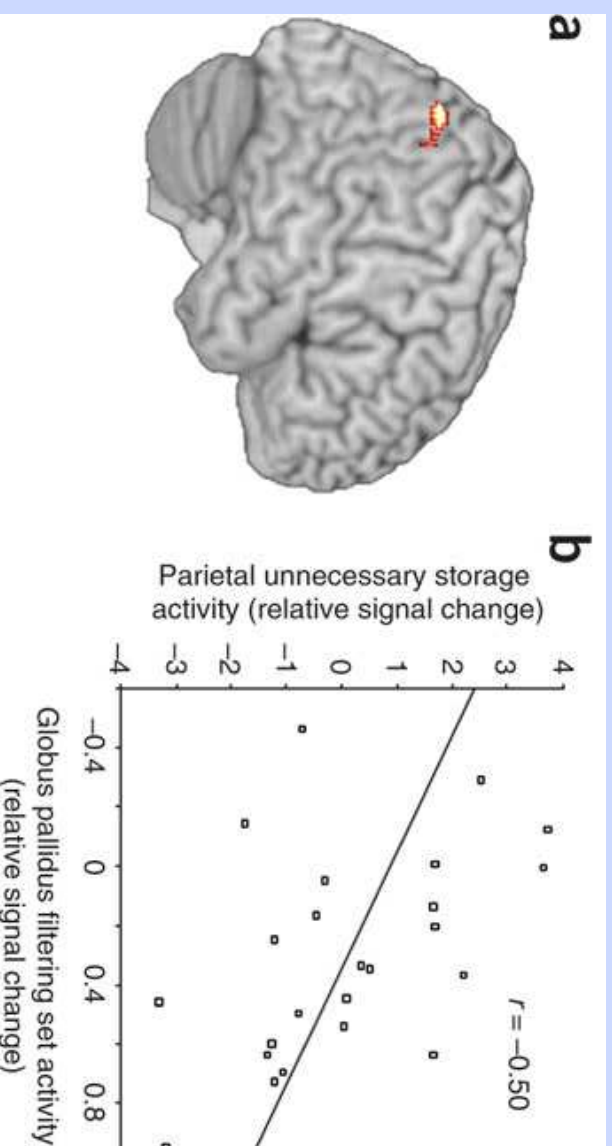 a
b
Parietal unnecessary storage
activity (relative signal change)
4
3
2
1
0
–1
–2
–3
–4
r = –0.50
–0.4
0
0.4
0.8
Globus pallidus filtering set activity
(relative signal change)